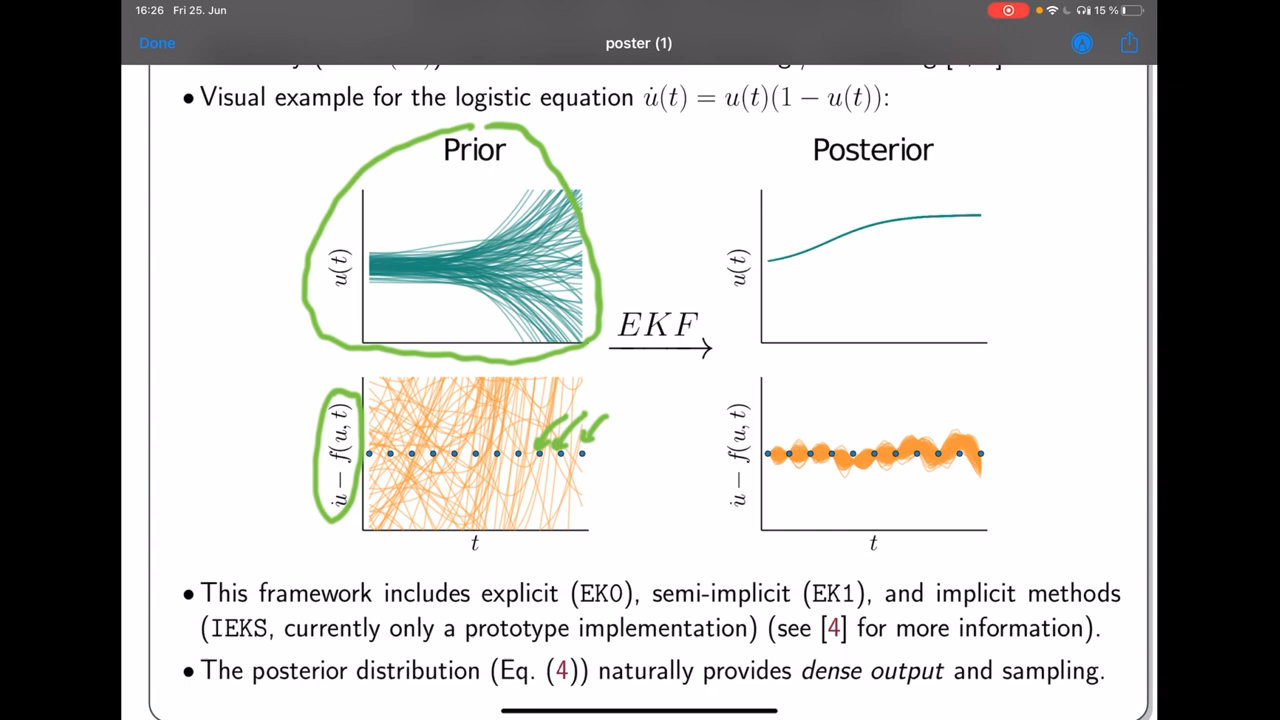 16:26 Fri 25. Jun
15 %
Done
poster (1)
• Visual example for the logistic equation u̇(t) = u(t)(1 − u(t)):
Prior
Posterior
u(t)
u(t)
EKF
u̇ − f(u, t)
u̇ − f(u, t)
t
t
• This framework includes explicit (EK0), semi-implicit (EK1), and implicit methods
(IEKS, currently only a prototype implementation) (see [4] for more information).
• The posterior distribution (Eq. (4)) naturally provides dense output and sampling.